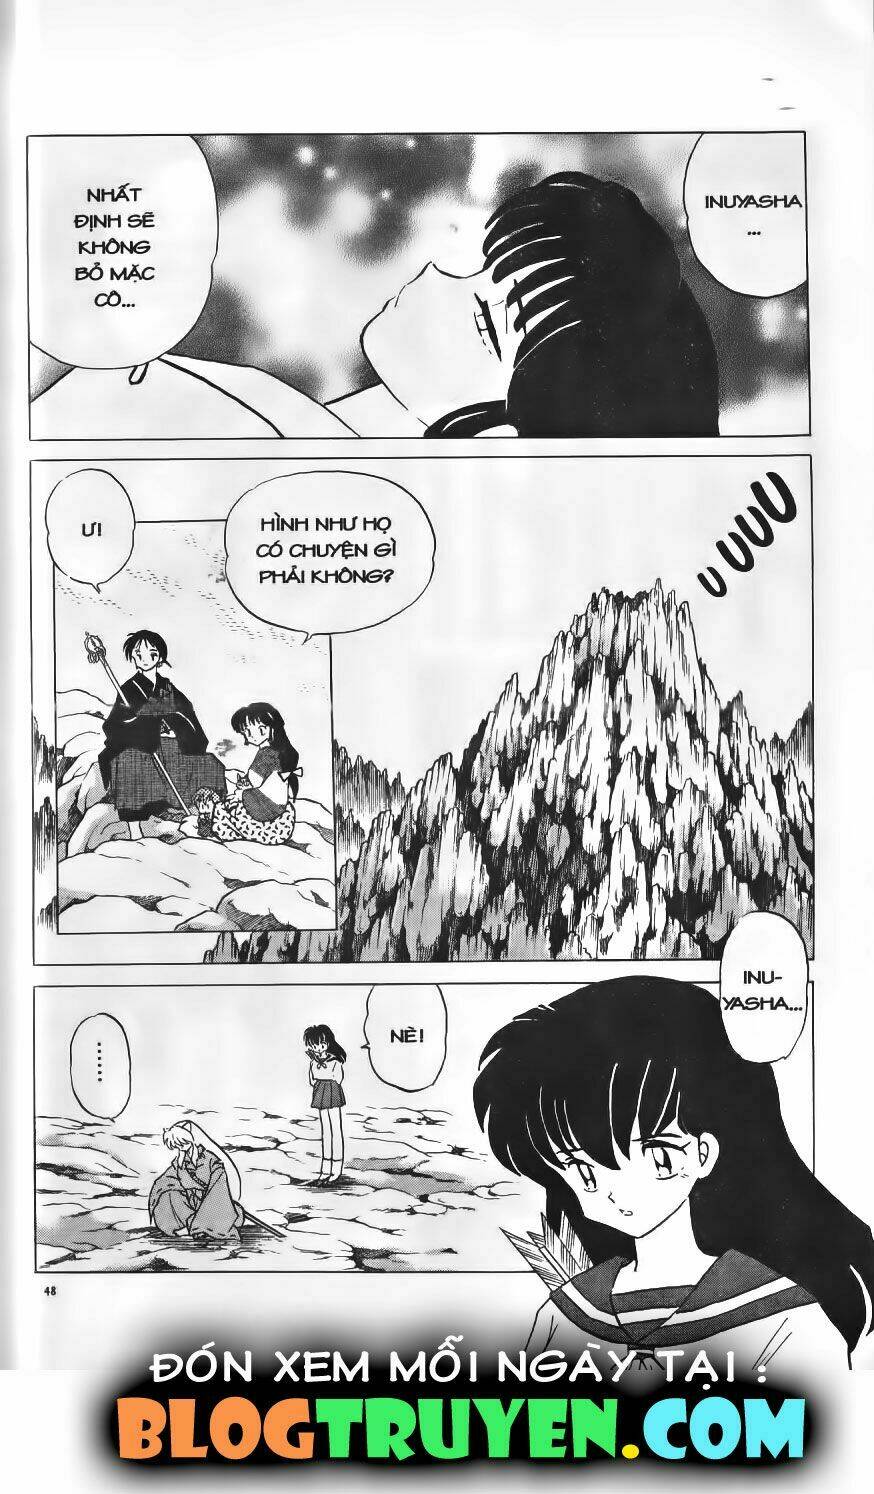 INUYASHA
...
NHẤT
ĐỊNH SẼ
KHÔNG
BỎ MẶC
CÔ...
UUUU
HÌNH NHƯ HỌ
CÓ CHUYỆN GÌ
PHẢI KHÔNG?
Ư!
INU-
YASHA...
NÈ!
......
48
ĐÓN XEM MỖI NGÀY TẠI :
BLOGTRUYEN.COM